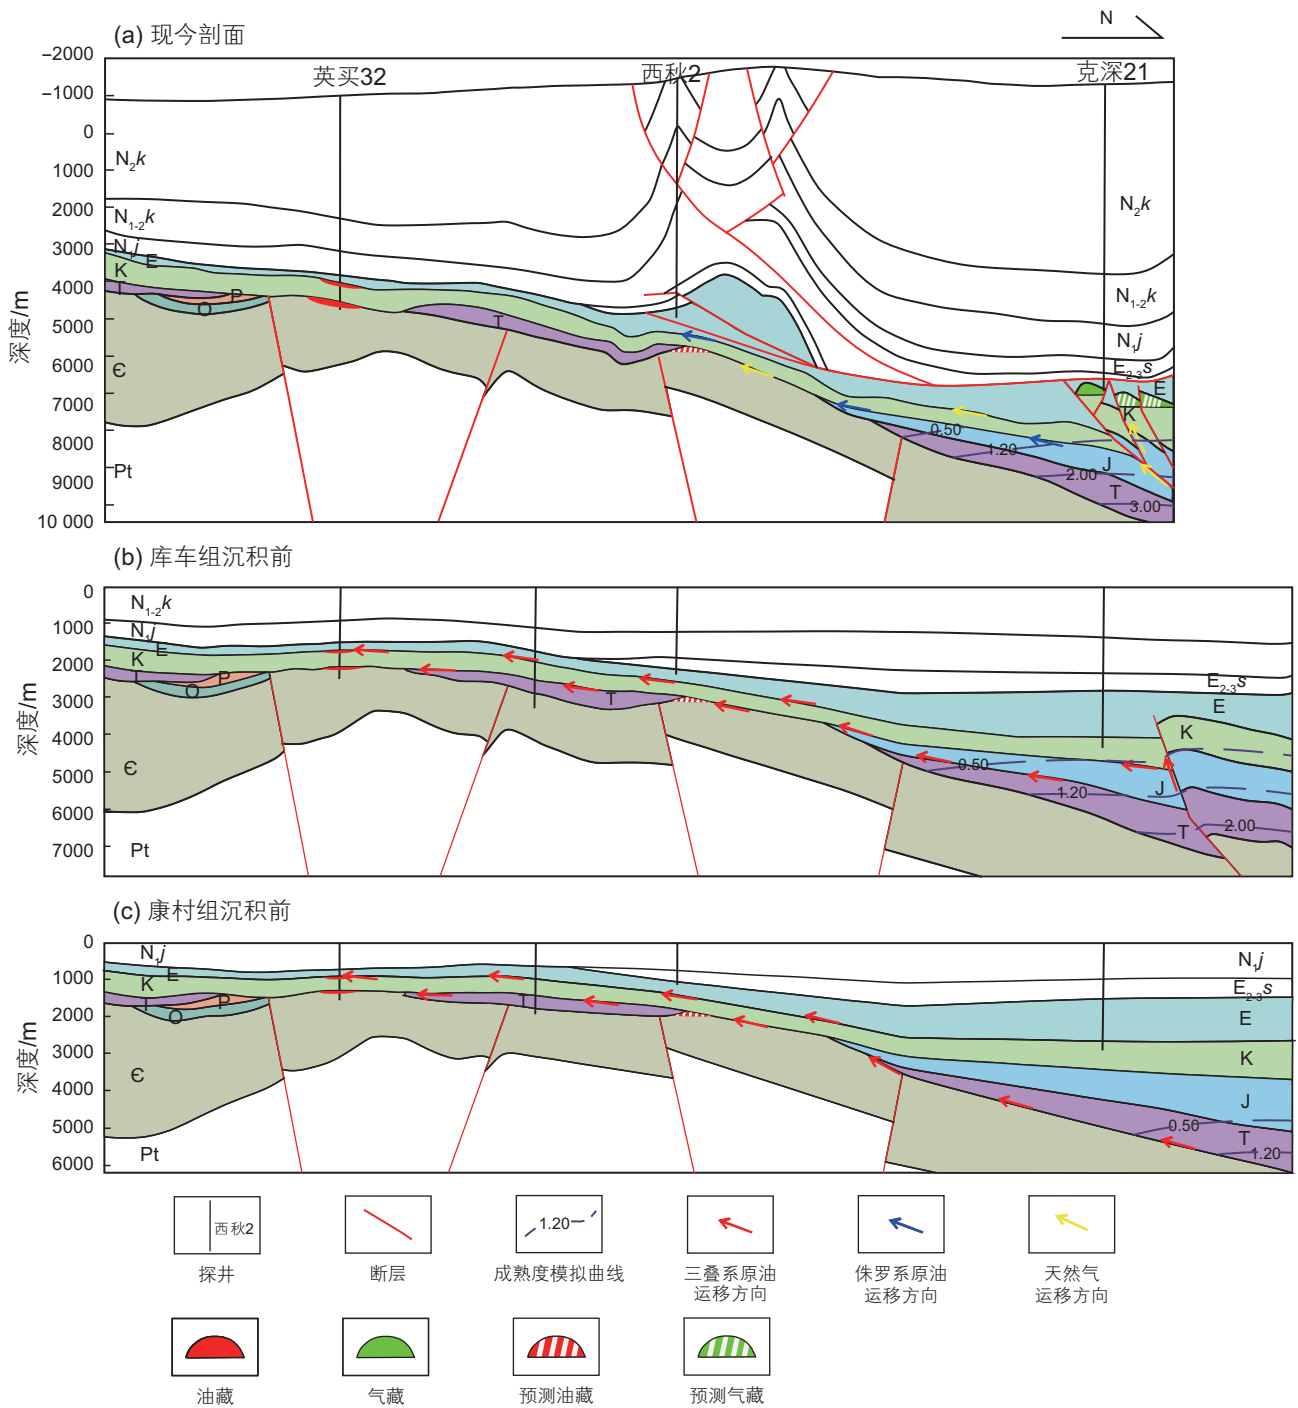 (a) 现今剖面
N
−2000
−1000
0
1000
2000
3000
4000
5000
6000
7000
8000
9000
10 000
深度/m
英买32
西秋2
克深21
N₂k
N₁₋₂k
N₁j
E
K
T
P
O
Є
Pt
T
N₂k
N₁₋₂k
N₁j
E₂₋₃s
E
K
J
T
0.50
1.20
2.00
3.00
(b) 库车组沉积前
0
1000
2000
3000
4000
5000
6000
7000
深度/m
N₁₋₂k
N₁j
E
K
T
P
O
Є
Pt
T
E₂₋₃s
E
K
J
T
0.50
1.20
2.00
(c) 康村组沉积前
0
1000
2000
3000
4000
5000
6000
深度/m
N₁j
E
K
T
P
O
Є
Pt
T
N₁j
E₂₋₃s
E
K
J
T
0.50
1.20
西秋2
1.20
探井
断层
成熟度模拟曲线
三叠系原油
运移方向
侏罗系原油
运移方向
天然气
运移方向
油藏
气藏
预测油藏
预测气藏